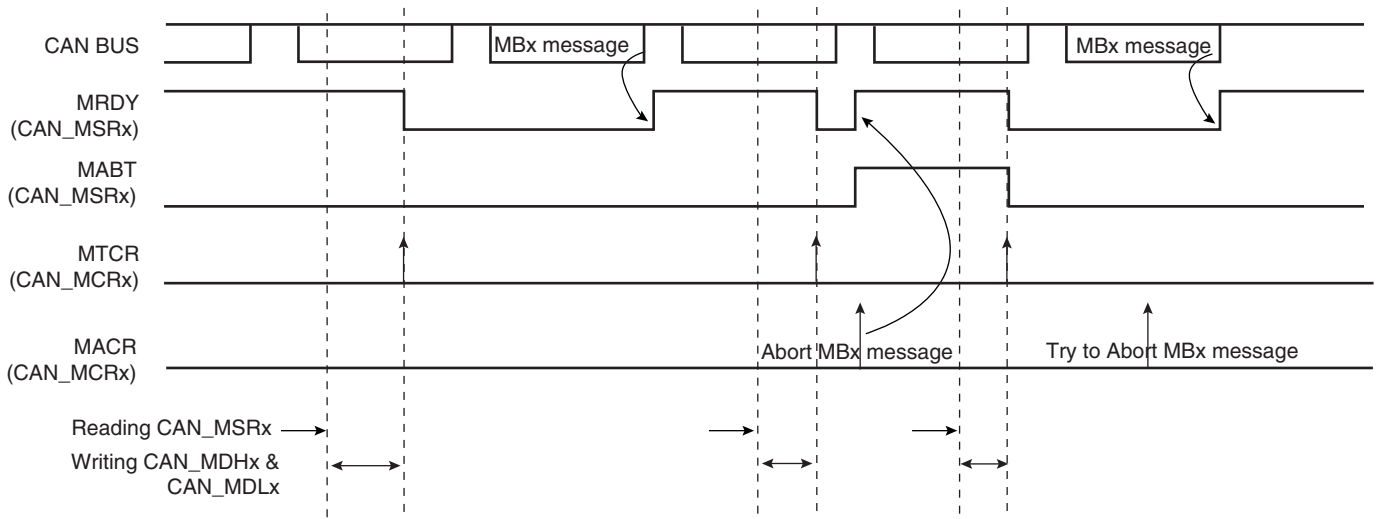 CAN BUS
MBx message
MBx message
MRDY
(CAN_MSRx)
MABT
(CAN_MSRx)
MTCR
(CAN_MCRx)
MACR
(CAN_MCRx)
Abort MBx message
Try to Abort MBx message
Reading CAN_MSRx
Writing CAN_MDHx &
CAN_MDLx